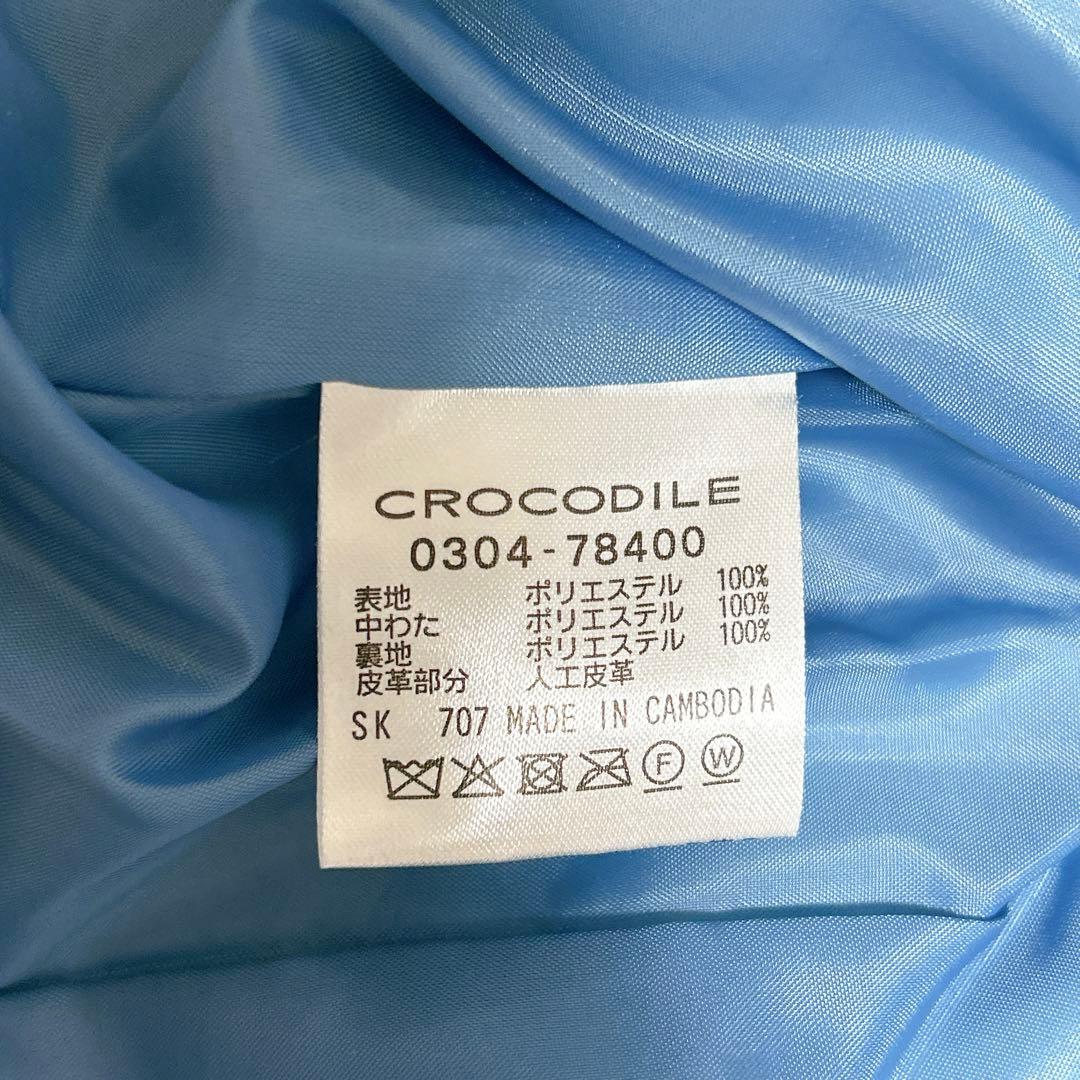 CROCODILE
0304-78400
表地 ポリエステル 100%
中わた ポリエステル 100%
裏地 ポリエステル 100%
皮革部分 人工皮革
SK 707 MADE IN CAMBODIA
F W